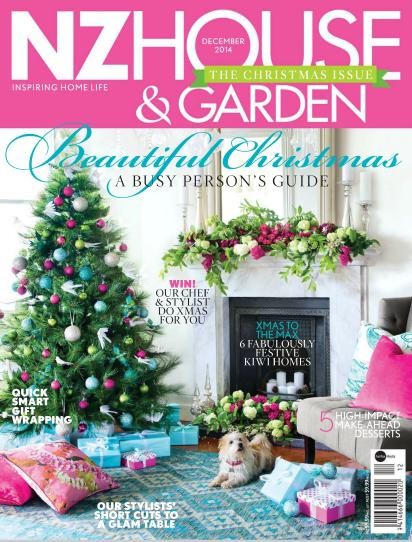 NZHOUSE
DECEMBER
2014
THE CHRISTMAS ISSUE
INSPIRING HOME LIFE
& GARDEN
Beautiful Christmas
A BUSY PERSON'S GUIDE
WIN!
OUR CHEF
& STYLIST
DO XMAS
FOR YOU
XMAS TO
THE MAX
6 FABULOUSLY
FESTIVE
KIWI HOMES
QUICK
SMART
GIFT
WRAPPING
5 HIGH-IMPACT
MAKE-AHEAD
DESSERTS
OUR STYLISTS'
SHORT CUTS TO
A GLAM TABLE